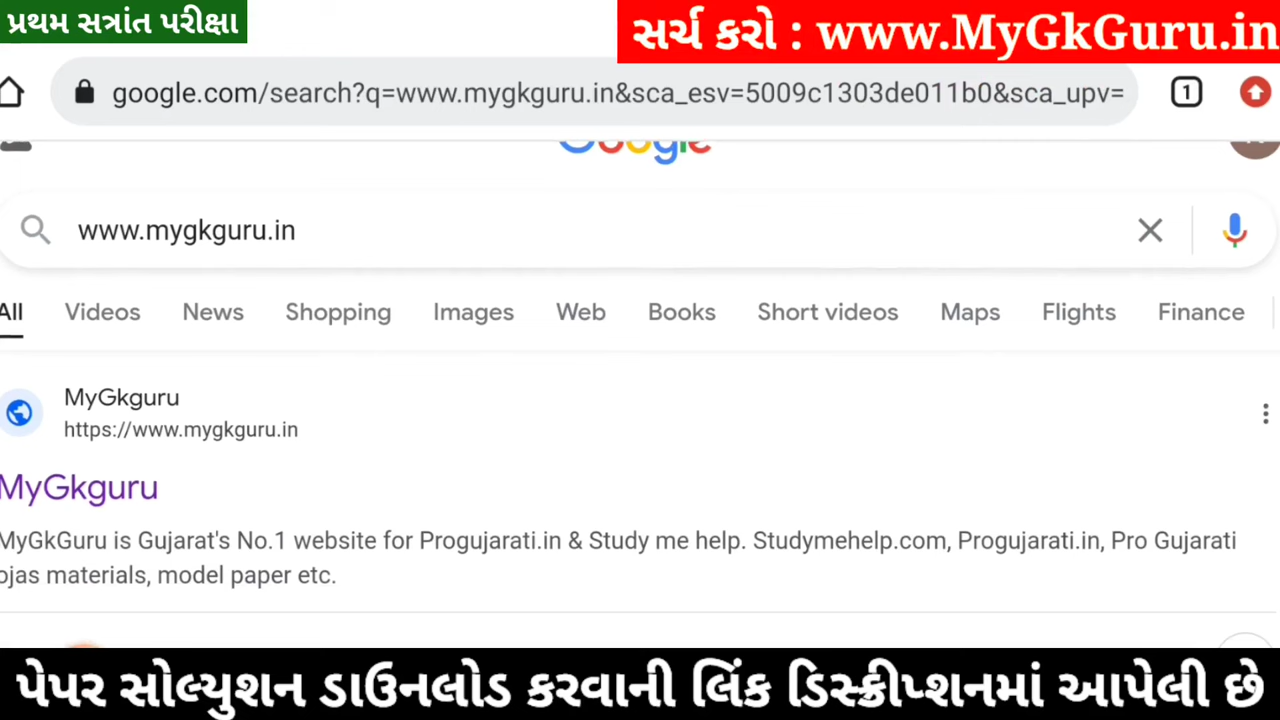 પ્રથમ સત્રાંત પરીક્ષા
સર્ચ કરો : www.MyGkGuru.in
google.com/search?q=www.mygkguru.in&sca_esv=5009c1303de011b0&sca_upv=
1
Google
www.mygkguru.in
All Videos News Shopping Images Web Books Short videos Maps Flights Finance
MyGkguru
https://www.mygkguru.in
MyGkguru
MyGkGuru is Gujarat's No.1 website for Progujarati.in & Study me help. Studymehelp.com, Progujarati.in, Pro Gujarati
ojas materials, model paper etc.
પેપર સોલ્યુશન ડાઉનલોડ કરવાની લિંક ડિસ્ક્રીપ્શનમાં આપેલી છે